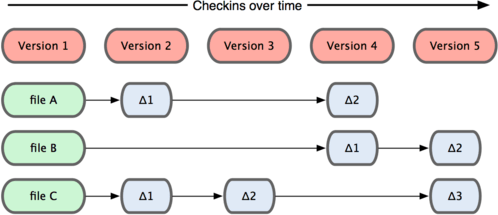 Checkins over time
Version 1 Version 2 Version 3 Version 4 Version 5
file A Δ1 Δ2
file B Δ1 Δ2
file C Δ1 Δ2 Δ3